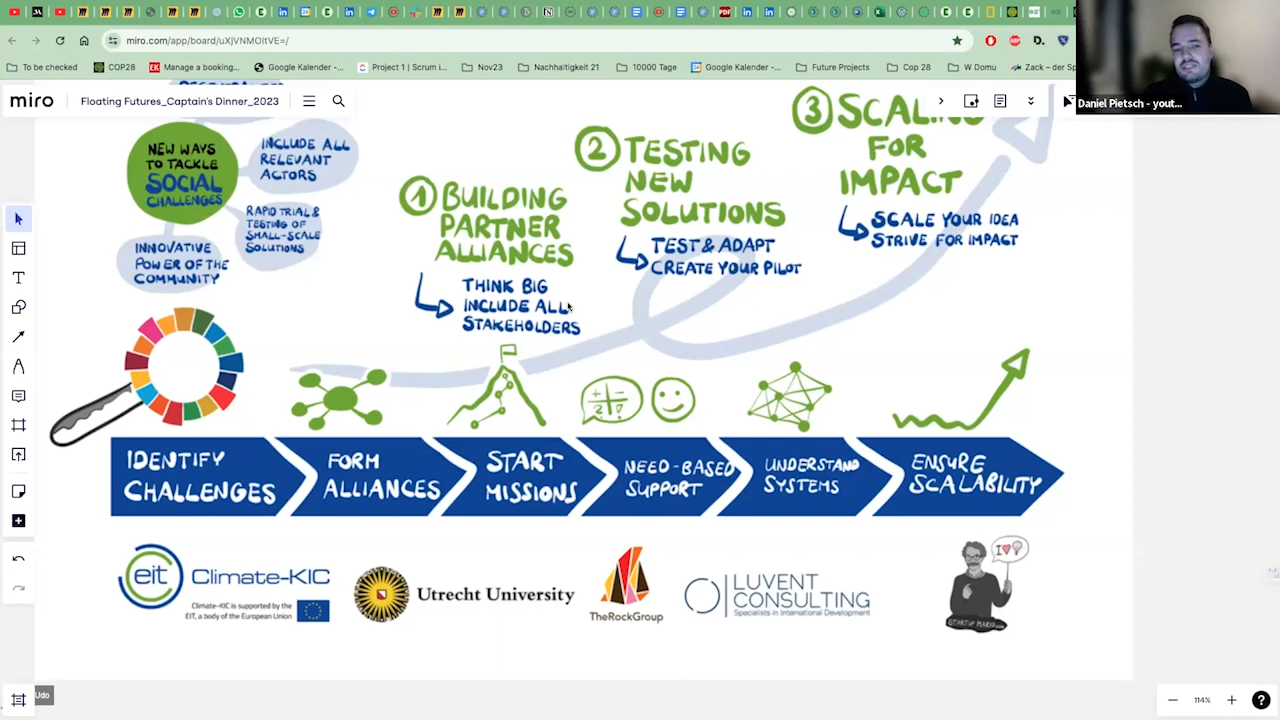 miro.com/app/board/uXjVNMOItVE=/
To be checked
COP28
Manage a booking...
Google Kalender -...
Project 1 | Scrum i...
Nov23
Nachhaltigkeit 21
10000 Tage
Google Kalender -...
Future Projects
Cop 28
W Domu
Zack – der Sp
miro
Floating Futures_Captain's Dinner_2023
Daniel Pietsch - yout...
NEW WAYS
TO TACKLE
SOCIAL
CHALLENGES
INCLUDE ALL
RELEVANT
ACTORS
RAPID TRIAL &
TESTING OF
SMALL-SCALE
SOLUTIONS
INNOVATIVE
POWER OF THE
COMMUNITY
1 BUILDING
PARTNER
ALLIANCES
THINK BIG
INCLUDE ALL
STAKEHOLDERS
2 TESTING
NEW
SOLUTIONS
TEST & ADAPT
CREATE YOUR PILOT
3 SCALING
FOR
IMPACT
SCALE YOUR IDEA
STRIVE FOR IMPACT
IDENTIFY
CHALLENGES
FORM
ALLIANCES
START
MISSIONS
NEED-BASED
SUPPORT
UNDERSTAND
SYSTEMS
ENSURE
SCALABILITY
eit Climate-KIC
Climate-KIC is supported by the
EIT, a body of the European Union
Utrecht University
TheRockGroup
LUVENT
CONSULTING
Specialists in International Development
I
STARTUP MARIO.COM
Udo
114%